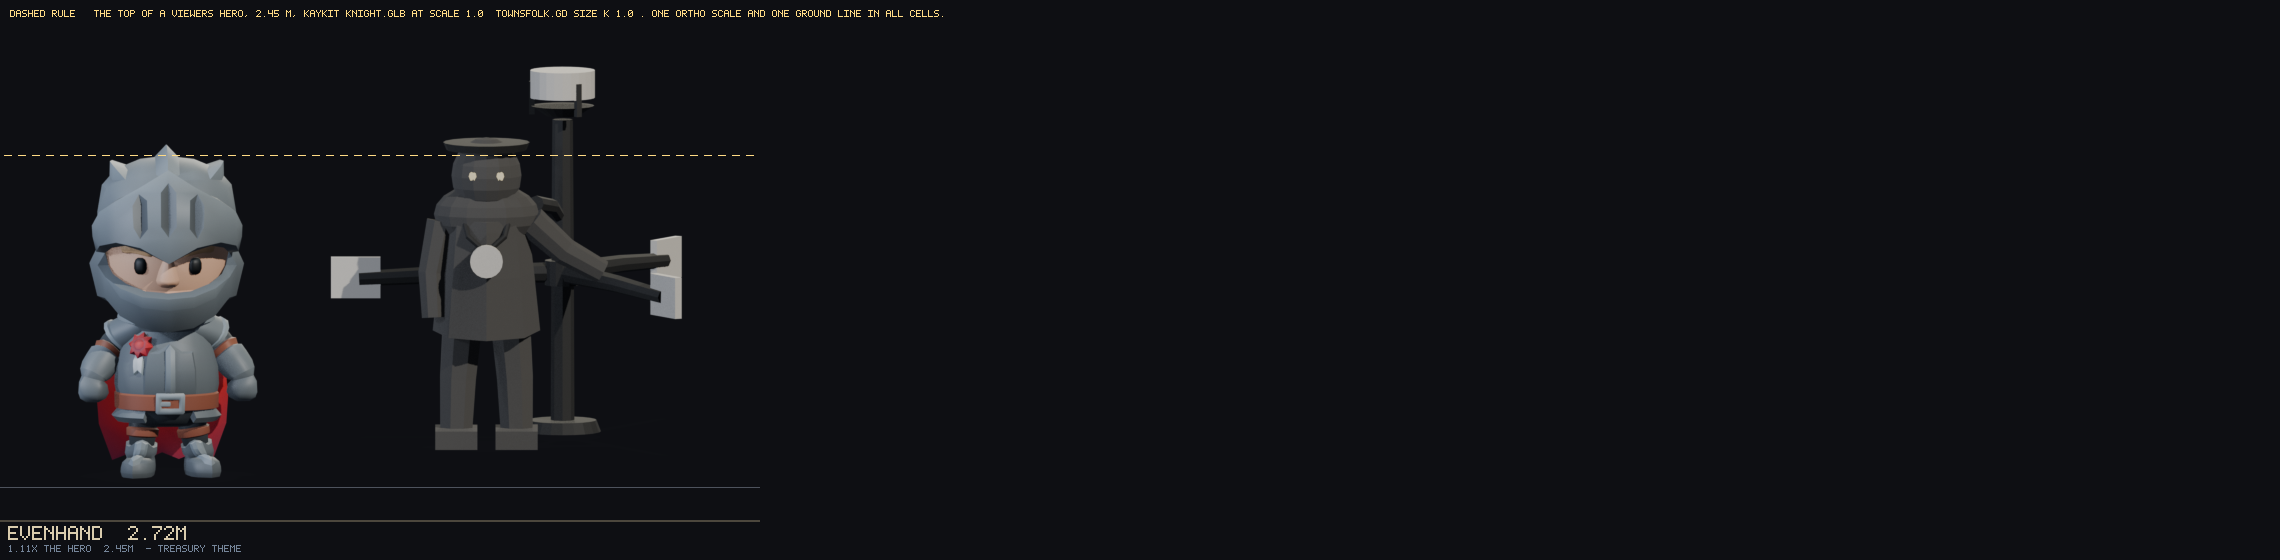 DASHED RULE THE TOP OF A VIEWERS HERO, 2.45 M, KAYKIT KNIGHT.GLB AT SCALE 1.0 TOWNSFOLK.GD SIZE K 1.0 . ONE ORTHO SCALE AND ONE GROUND LINE IN ALL CELLS.
EVENHAND 2.72M
1.11X THE HERO 2.45M - TREASURY THEME